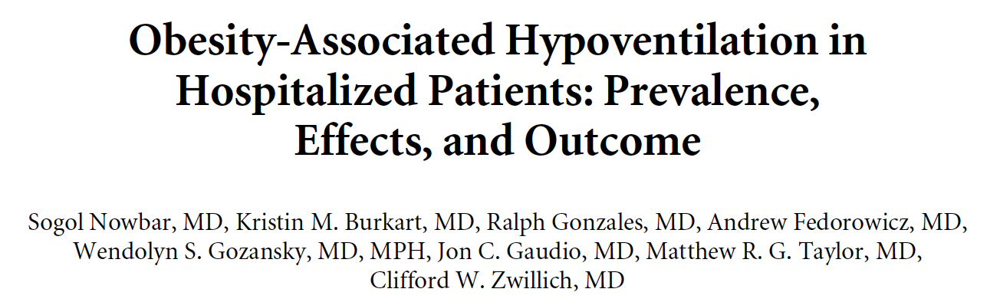 Obesity-Associated Hypoventilation in
Hospitalized Patients: Prevalence,
Effects, and Outcome
Sogol Nowbar, MD, Kristin M. Burkart, MD, Ralph Gonzales, MD, Andrew Fedorowicz, MD,
Wendolyn S. Gozansky, MD, MPH, Jon C. Gaudio, MD, Matthew R. G. Taylor, MD,
Clifford W. Zwillich, MD